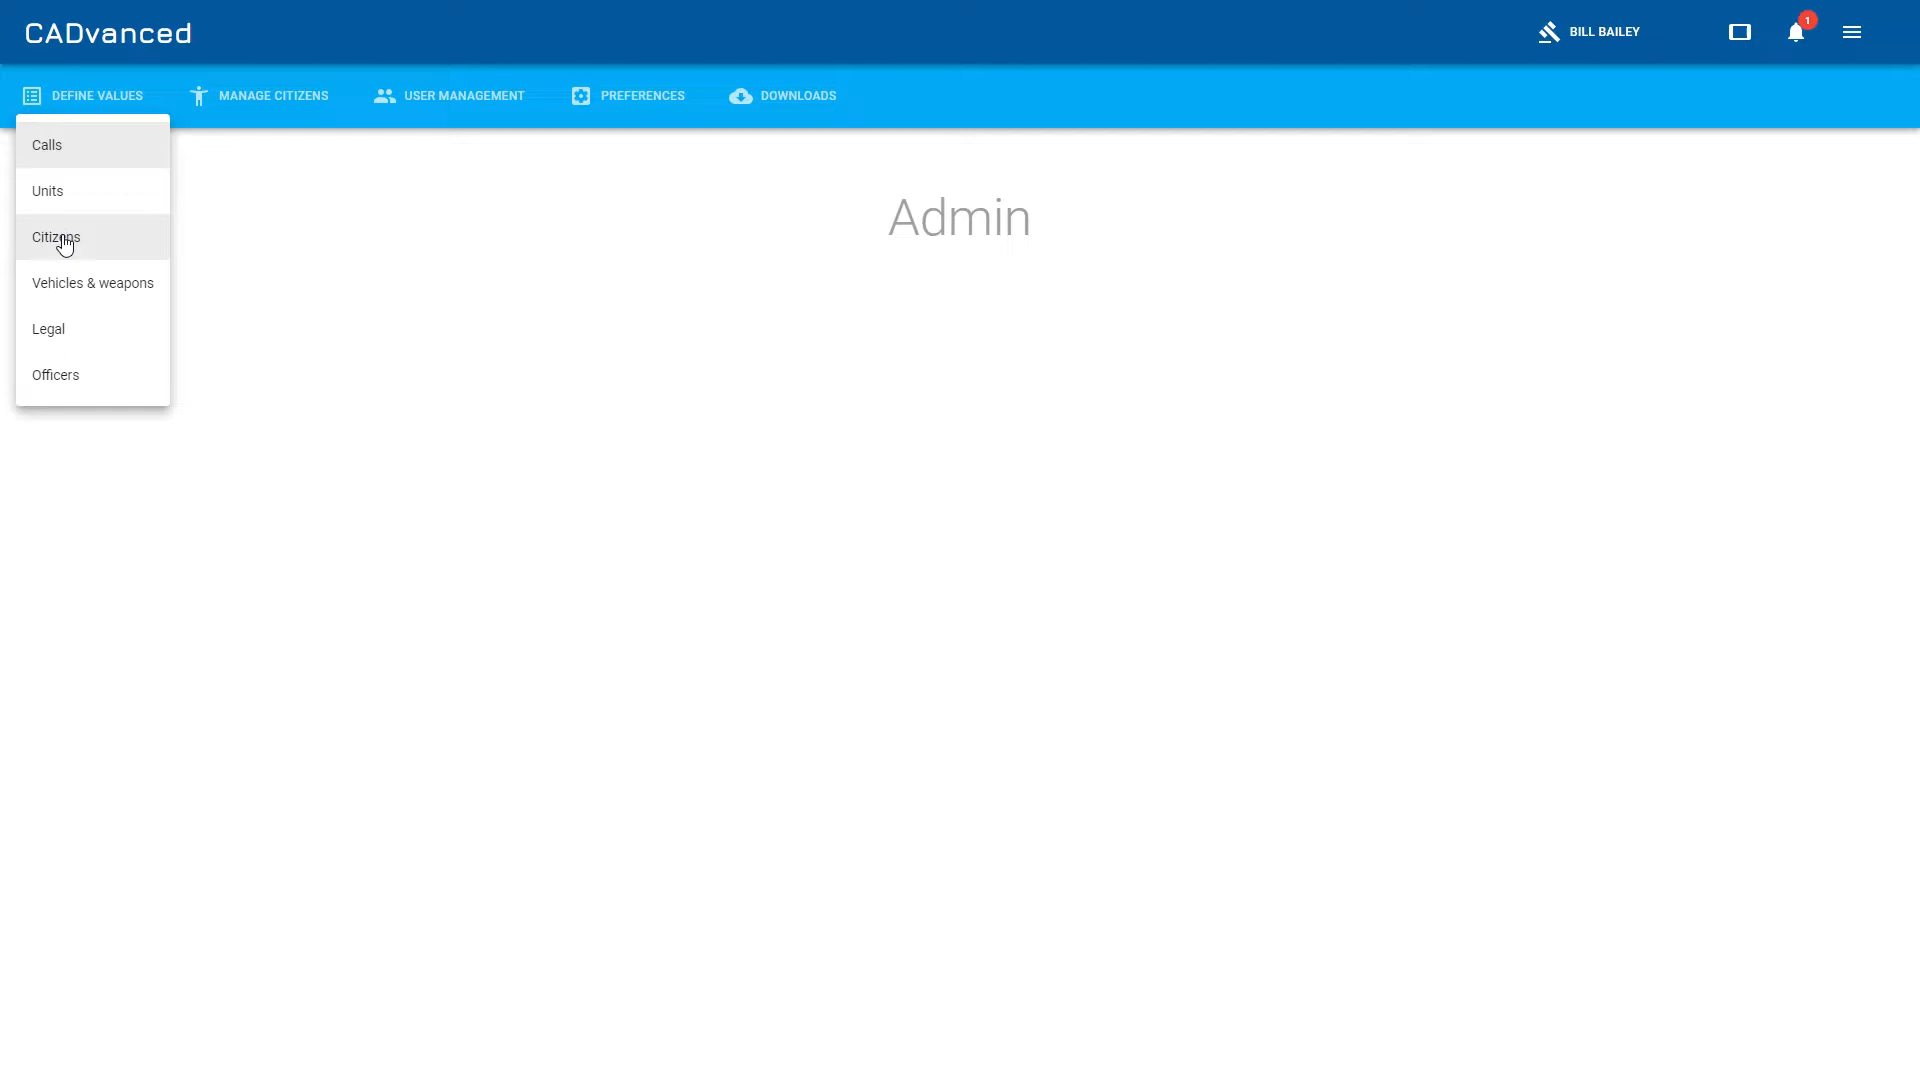 CADvanced
BILL BAILEY
1
DEFINE VALUES
MANAGE CITIZENS
USER MANAGEMENT
PREFERENCES
DOWNLOADS
Calls
Units
Citizens
Vehicles & weapons
Legal
Officers
Admin